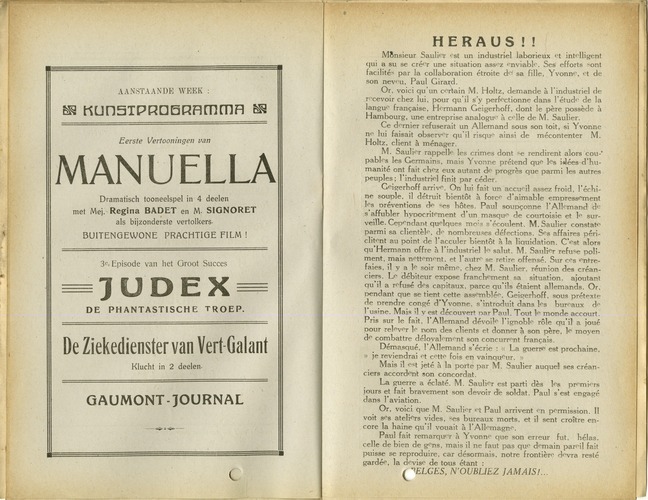 AANSTAANDE WEEK :
KUNSTPROGRAMMA
Eerste Vertooningen van
MANUELLA
Dramatisch tooneelspel in 4 deelen
met Mej. Regina BADET en M. SIGNORET
als bijzonderste vertolkers.
BUITENGEWONE PRACHTIGE FILM !
3e Episode van het Groot Succes
JUDEX
DE PHANTASTISCHE TROEP.
De Ziekedienster van Vert-Galant
Klucht in 2 deelen
GAUMONT-JOURNAL
HERAUS !!
Monsieur Saulier est un industriel laborieux et intelligent
qui a su se créer une situation assez enviable. Ses efforts sont
facilités par la collaboration étroite de sa fille, Yvonne, et de
son neveu, Paul Girard.
Or, voici qu'un certain M. Holtz, demande à l'industriel de
recevoir chez lui, pour qu'il s'y perfectionne dans l'étude de la
langue française, Hermann Geigerhoff, dont le père possède à
Hambourg, une entreprise analogue à celle de M. Saulier.
Ce dernier refuserait un Allemand sous son toit, si Yvonne
ne lui faisait observer qu'il risque ainsi de mécontenter M.
Holtz, client à ménager.
M. Saulier rappelle les crimes dont se rendirent alors cou-
pables les Germains, mais Yvonne prétend que les idées d'hu-
manité ont fait chez eux autant de progrès que parmi les autres
peuples ; l'industriel finit par céder.
Geigerhoff arrive. On lui fait un accueil assez froid. l'échi-
ne souple, il détruit bientôt à force d'aimable empressement
les préventions de ses hôtes. Paul soupçonne l'Allemand de
s'affubler hypocritement d'un masque de courtoisie et le sur-
veille. Cependant quelques mois s'écoulent. M. Saulier constate
parmi sa clientèle, de nombreuses défections. Ses affaires péri-
clitent au point de l'acculer bientôt à la liquidation. C'est alors
qu'Hermann offre à l'industriel le salut. M. Saulier refuse poli-
ment, mais nettement, et l'autre se retire offensé. Sur ces entre-
faies, il y a le soir même, chez M. Saulier, réunion des créan-
ciers. Le débiteur expose franchement sa situation, ajoutant
qu'il a refusé des capitaux, parce qu'ils étaient allemands. Or,
pendant que se tient cette assemblée, Geigerhoff, sous prétexte
de prendre congé d'Yvonne, s'introduit dans les bureaux de
l'usine. Mais il y est découvert par Paul. Tout le monde accourt.
Pris sur le fait, l'Allemand dévoile l'ignoble rôle qu'il a joué
pour relever le nom des clients et donner à son père, le moyen
de combattre déloyalement son concurrent français.
Démasqué, l'Allemand s'écrie : « La guerre est prochaine,
» je reviendrai et cette fois en vainqueur. »
Mais il est jeté à la porte par M. Saulier auquel ses créan-
ciers accordent son concordat.
La guerre a éclaté. M. Saulier est parti dès les premiers
jours et fait bravement son devoir de soldat. Paul s'est engagé
dans l'aviation.
Or, voici que M. Saulier et Paul arrivent en permission. Il
voit ses ateliers vides, ses bureaux morts, et il sent croître en-
core la haine qu'il vouait à l'Allemagne.
Paul fait remarquer à Yvonne que son erreur fut, hélas,
celle de bien de gens, mais il ne faut pas que demain pareil fait
puisse se reproduire, car désormais, notre frontière devra resté
gardée, la devise de tous étant :
BELGES, N'OUBLIEZ JAMAIS!...